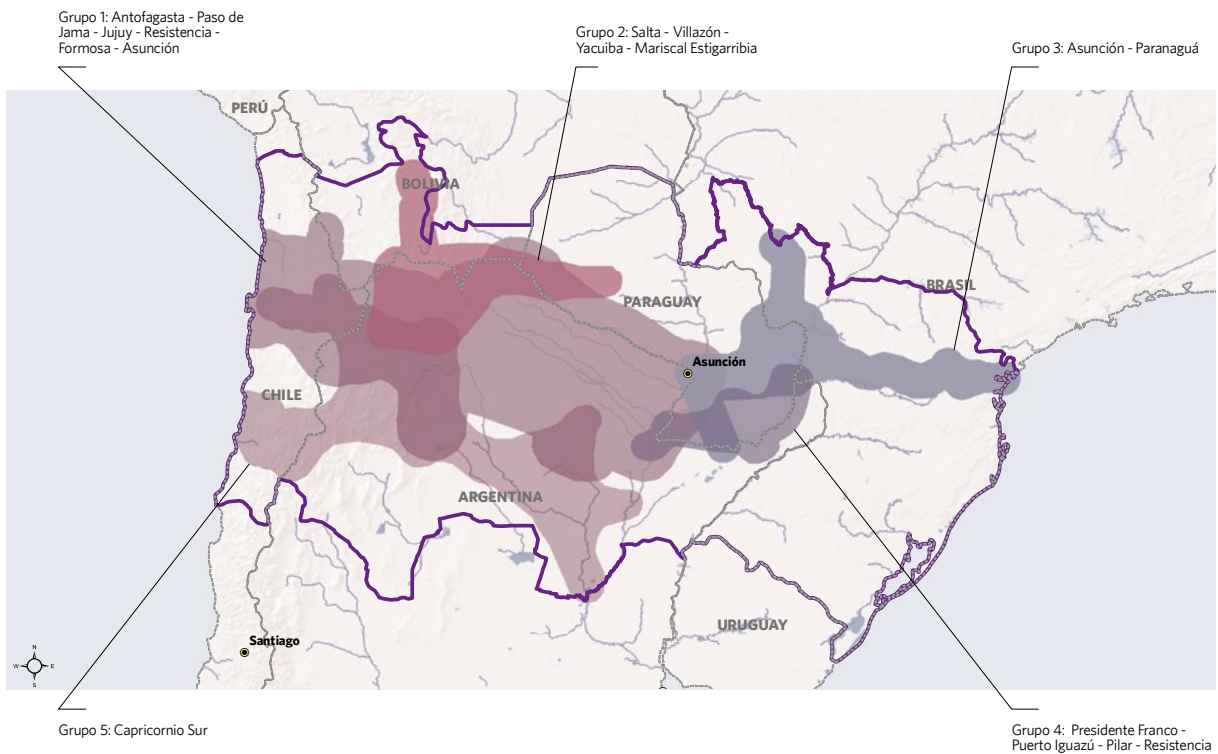 Grupo 1: Antofagasta - Paso de
Jama - Jujuy - Resistencia -
Formosa - Asunción
Grupo 2: Salta - Villazón -
Yacuiba - Mariscal Estigarribia
Grupo 3: Asunción - Paranaguá
PERÚ
BOLIVIA
PARAGUAY
BRASIL
Asunción
CHILE
ARGENTINA
URUGUAY
Santiago
N
W
E
S
Grupo 5: Capricornio Sur
Grupo 4: Presidente Franco -
Puerto Iguazú - Pilar - Resistencia